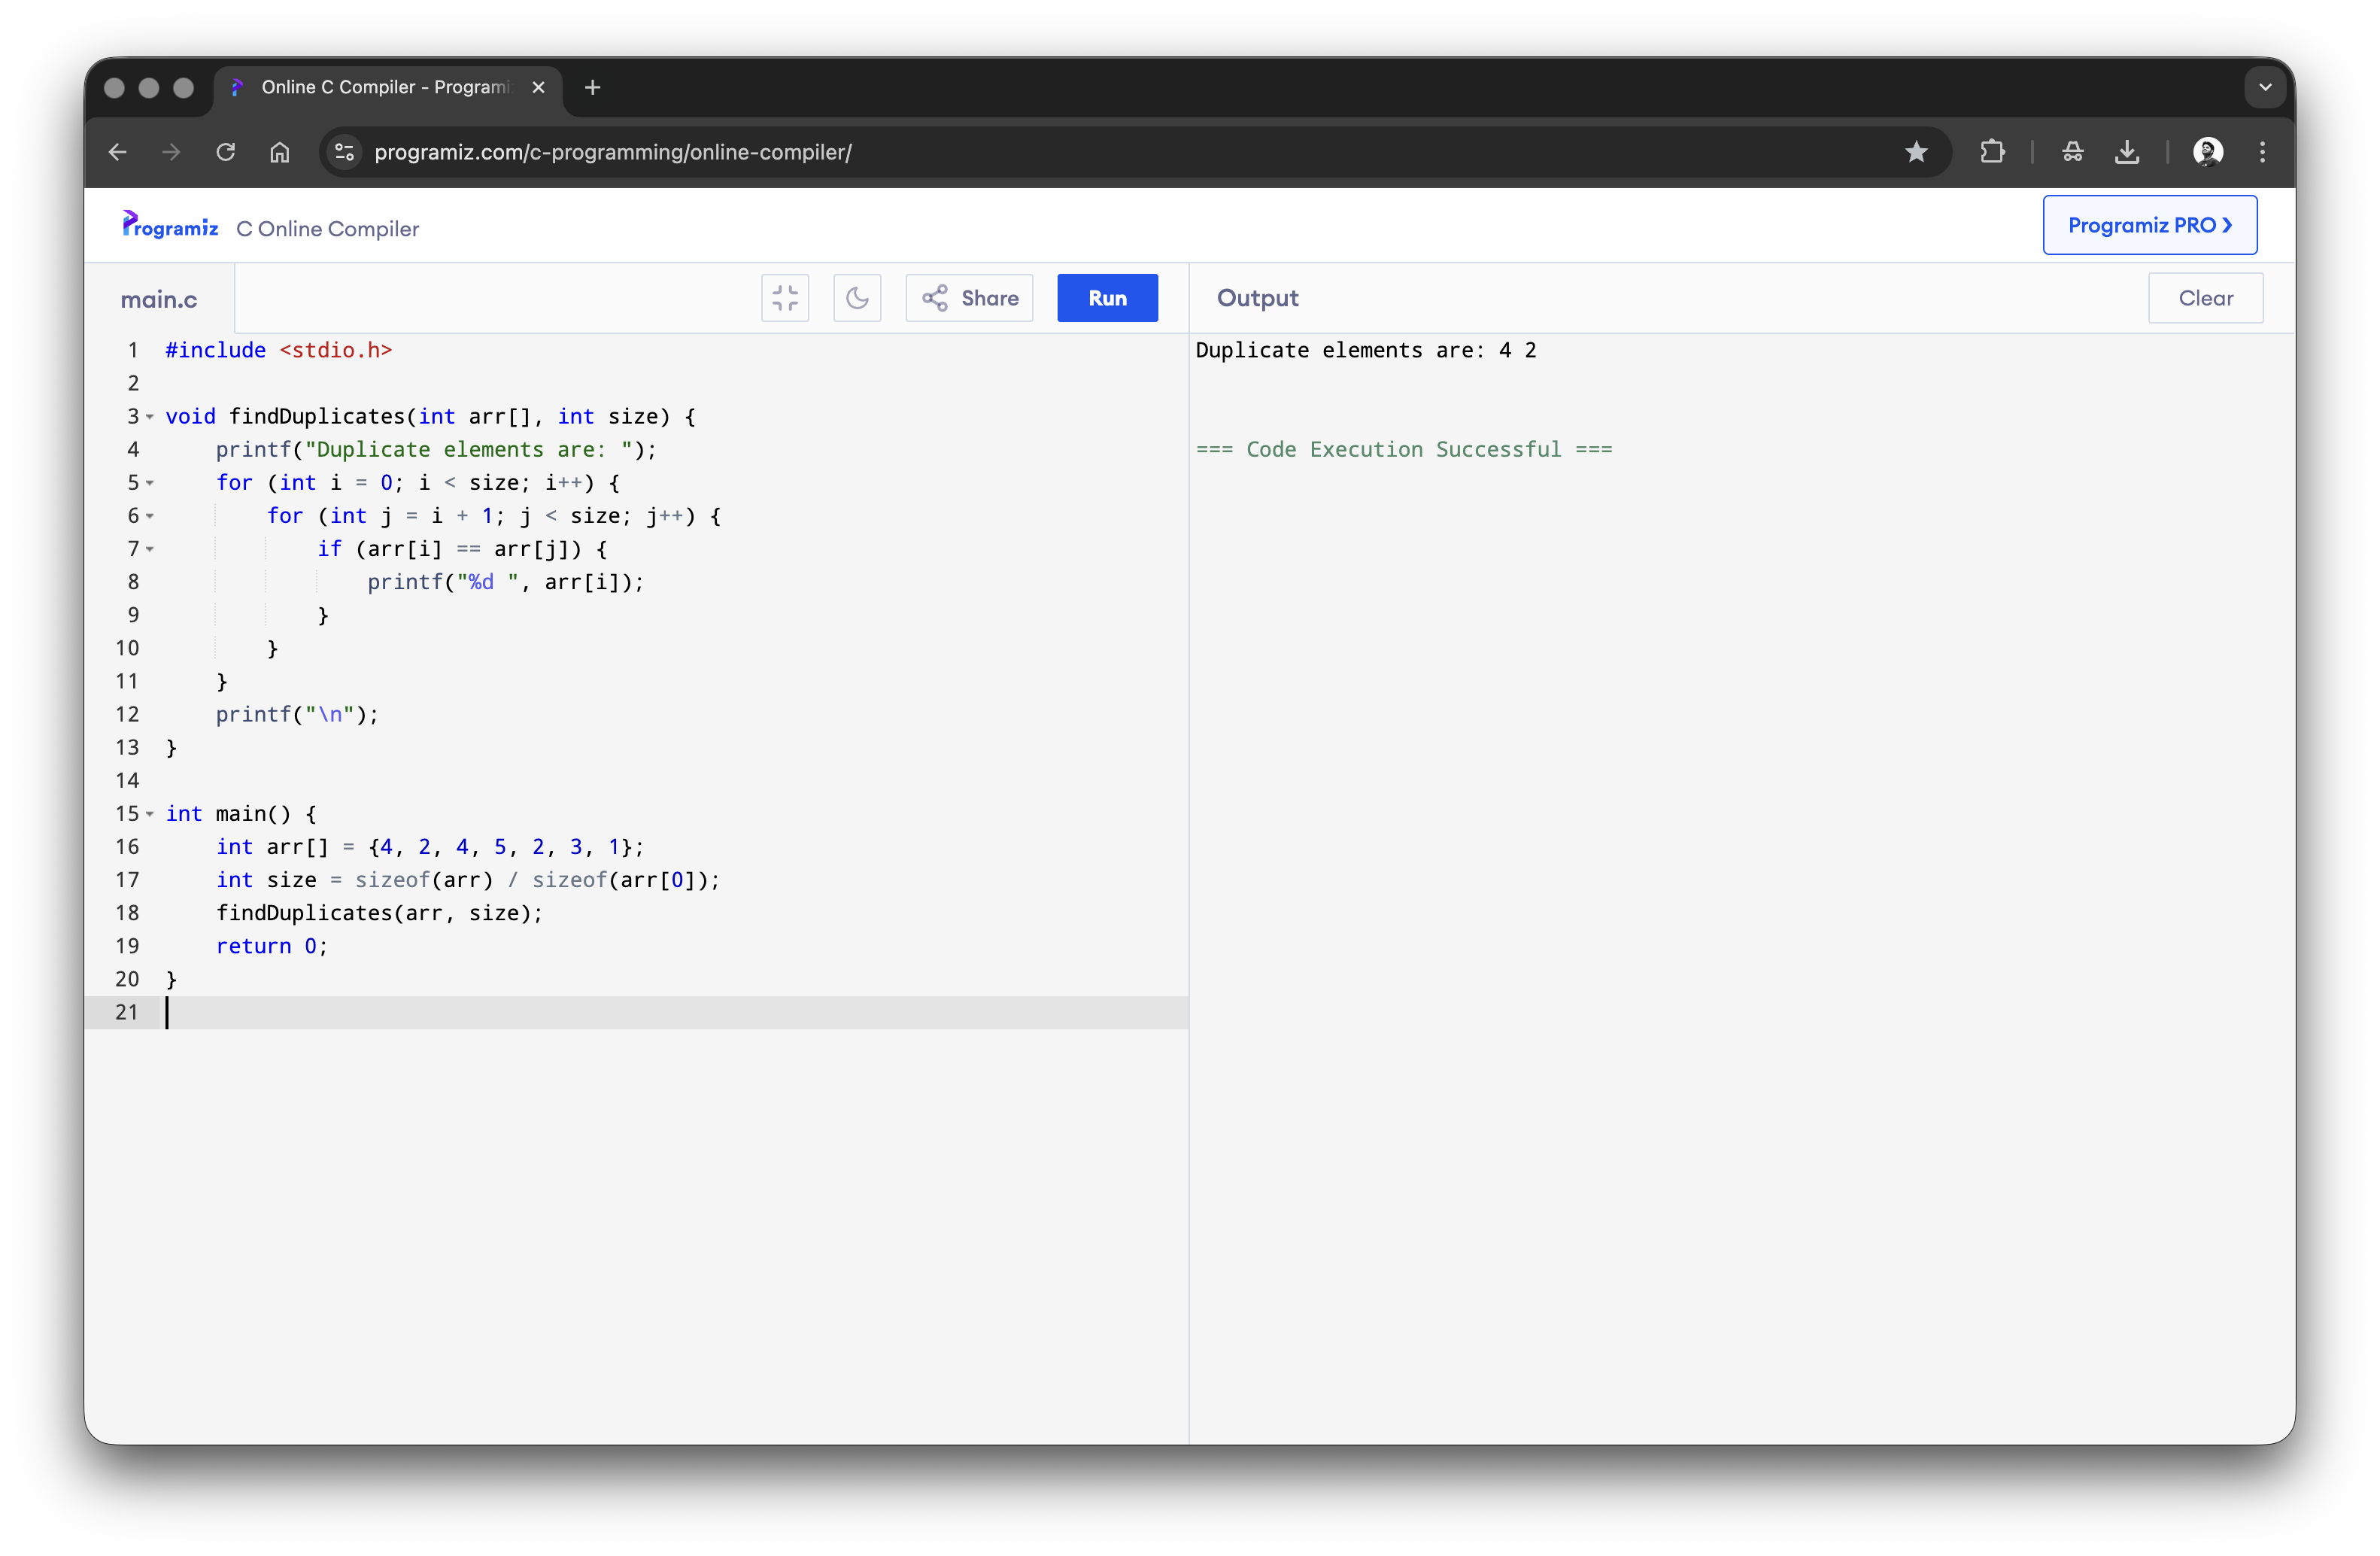 Online C Compiler - Programi
programiz.com/c-programming/online-compiler/
Programiz C Online Compiler
Programiz PRO ❯
main.c
Share
Run
Output
Clear
1 #include <stdio.h>
2
3 void findDuplicates(int arr[], int size) {
4     printf("Duplicate elements are: ");
5     for (int i = 0; i < size; i++) {
6         for (int j = i + 1; j < size; j++) {
7             if (arr[i] == arr[j]) {
8                 printf("%d ", arr[i]);
9             }
10         }
11     }
12     printf("\n");
13 }
14
15 int main() {
16     int arr[] = {4, 2, 4, 5, 2, 3, 1};
17     int size = sizeof(arr) / sizeof(arr[0]);
18     findDuplicates(arr, size);
19     return 0;
20 }
21
Duplicate elements are: 4 2
=== Code Execution Successful ===